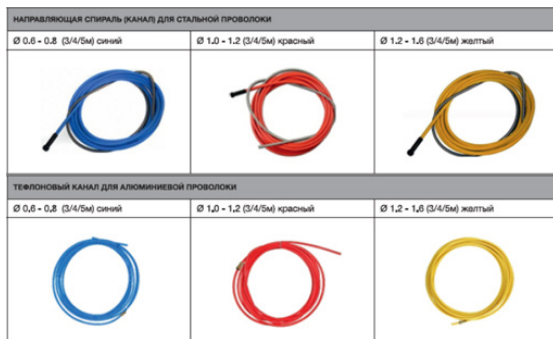 НАПРАВЛЯЮЩАЯ СПИРАЛЬ (КАНАЛ) ДЛЯ СТАЛЬНОЙ ПРОВОЛОКИ
Ø 0.6 - 0.8 (3/4/5м) синий
Ø 1.0 - 1.2 (3/4/5м) красный
Ø 1.2 - 1.6 (3/4/5м) желтый
ТЕФЛОНОВЫЙ КАНАЛ ДЛЯ АЛЮМИНИЕВОЙ ПРОВОЛОКИ
Ø 0.6 - 0.8 (3/4/5м) синий
Ø 1.0 - 1.2 (3/4/5м) красный
Ø 1.2 - 1.6 (3/4/5м) желтый